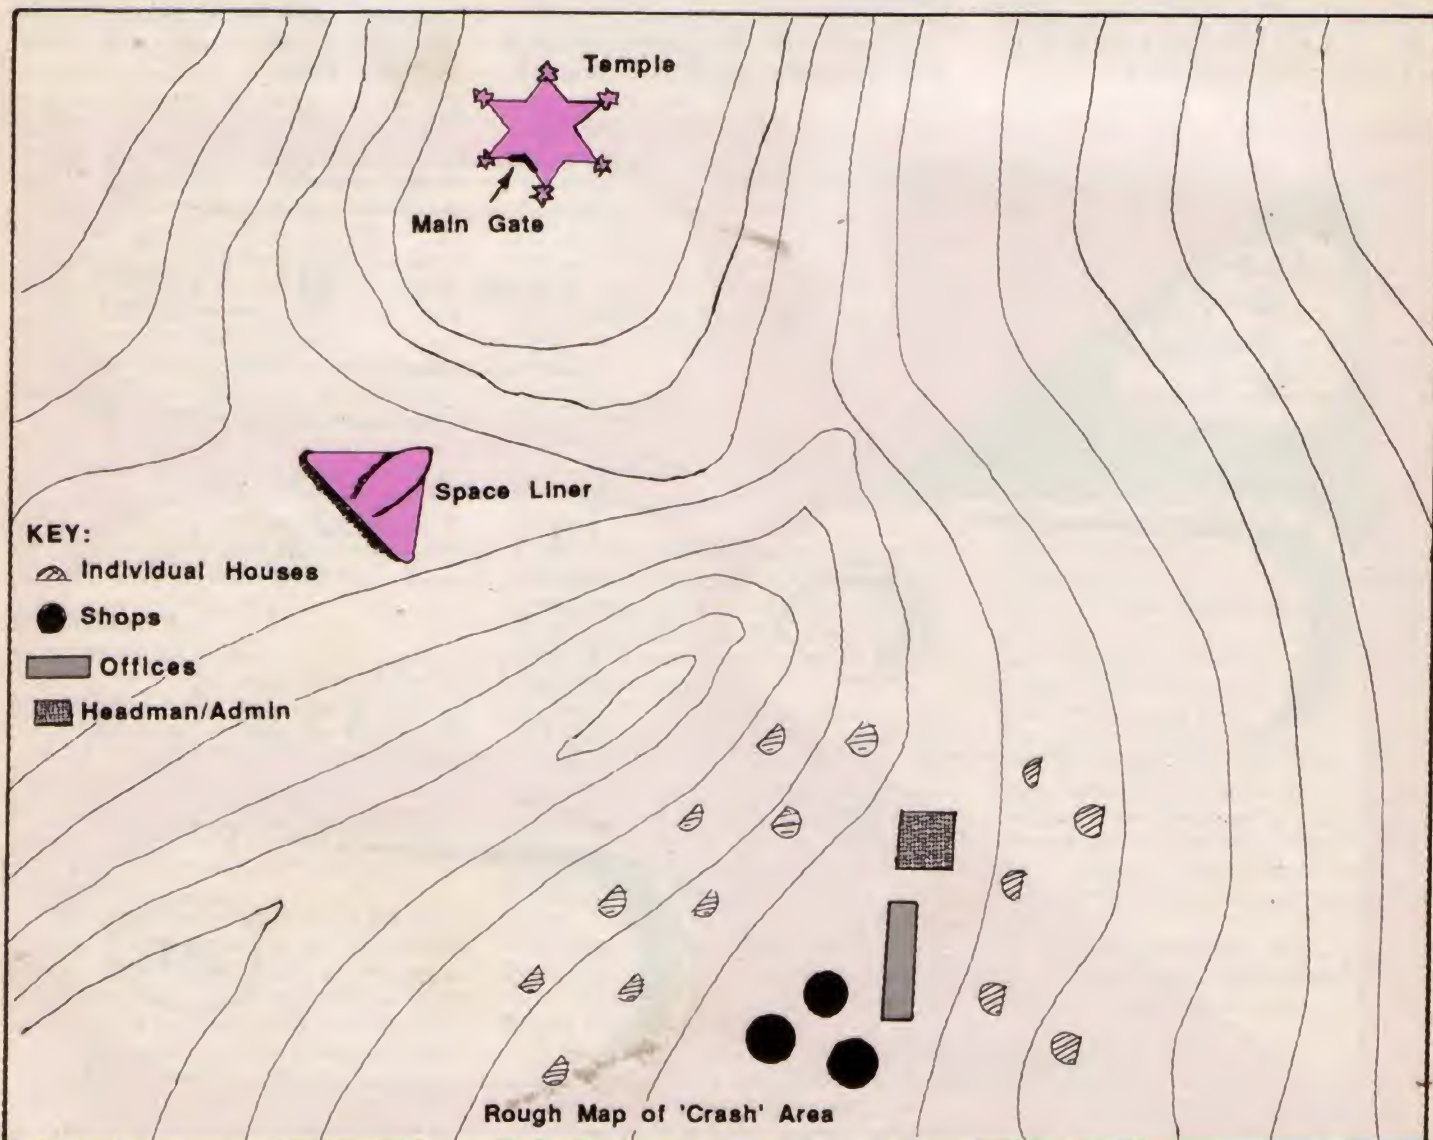 Temple
Main Gate
Space Liner
KEY:
Individual Houses
Shops
Offices
Headman/Admin
Rough Map of 'Crash' Area